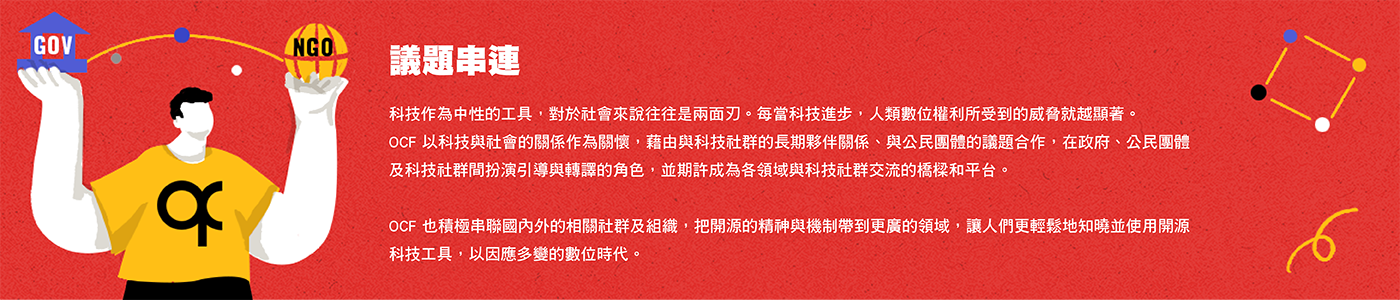 GOV
NGO
議題串連
科技作為中性的工具，對於社會來說往往是兩面刃。每當科技進步，人類數位權利所受到的威脅就越顯著。
OCF 以科技與社會的關係作為關懷，藉由與科技社群的長期夥伴關係、與公民團體的議題合作，在政府、公民團體
及科技社群間扮演引導與轉譯的角色，並期許成為各領域與科技社群交流的橋樑和平台。
OCF 也積極串聯國內外的相關社群及組織，把開源的精神與機制帶到更廣的領域，讓人們更輕鬆地知曉並使用開源
科技工具，以因應多變的數位時代。